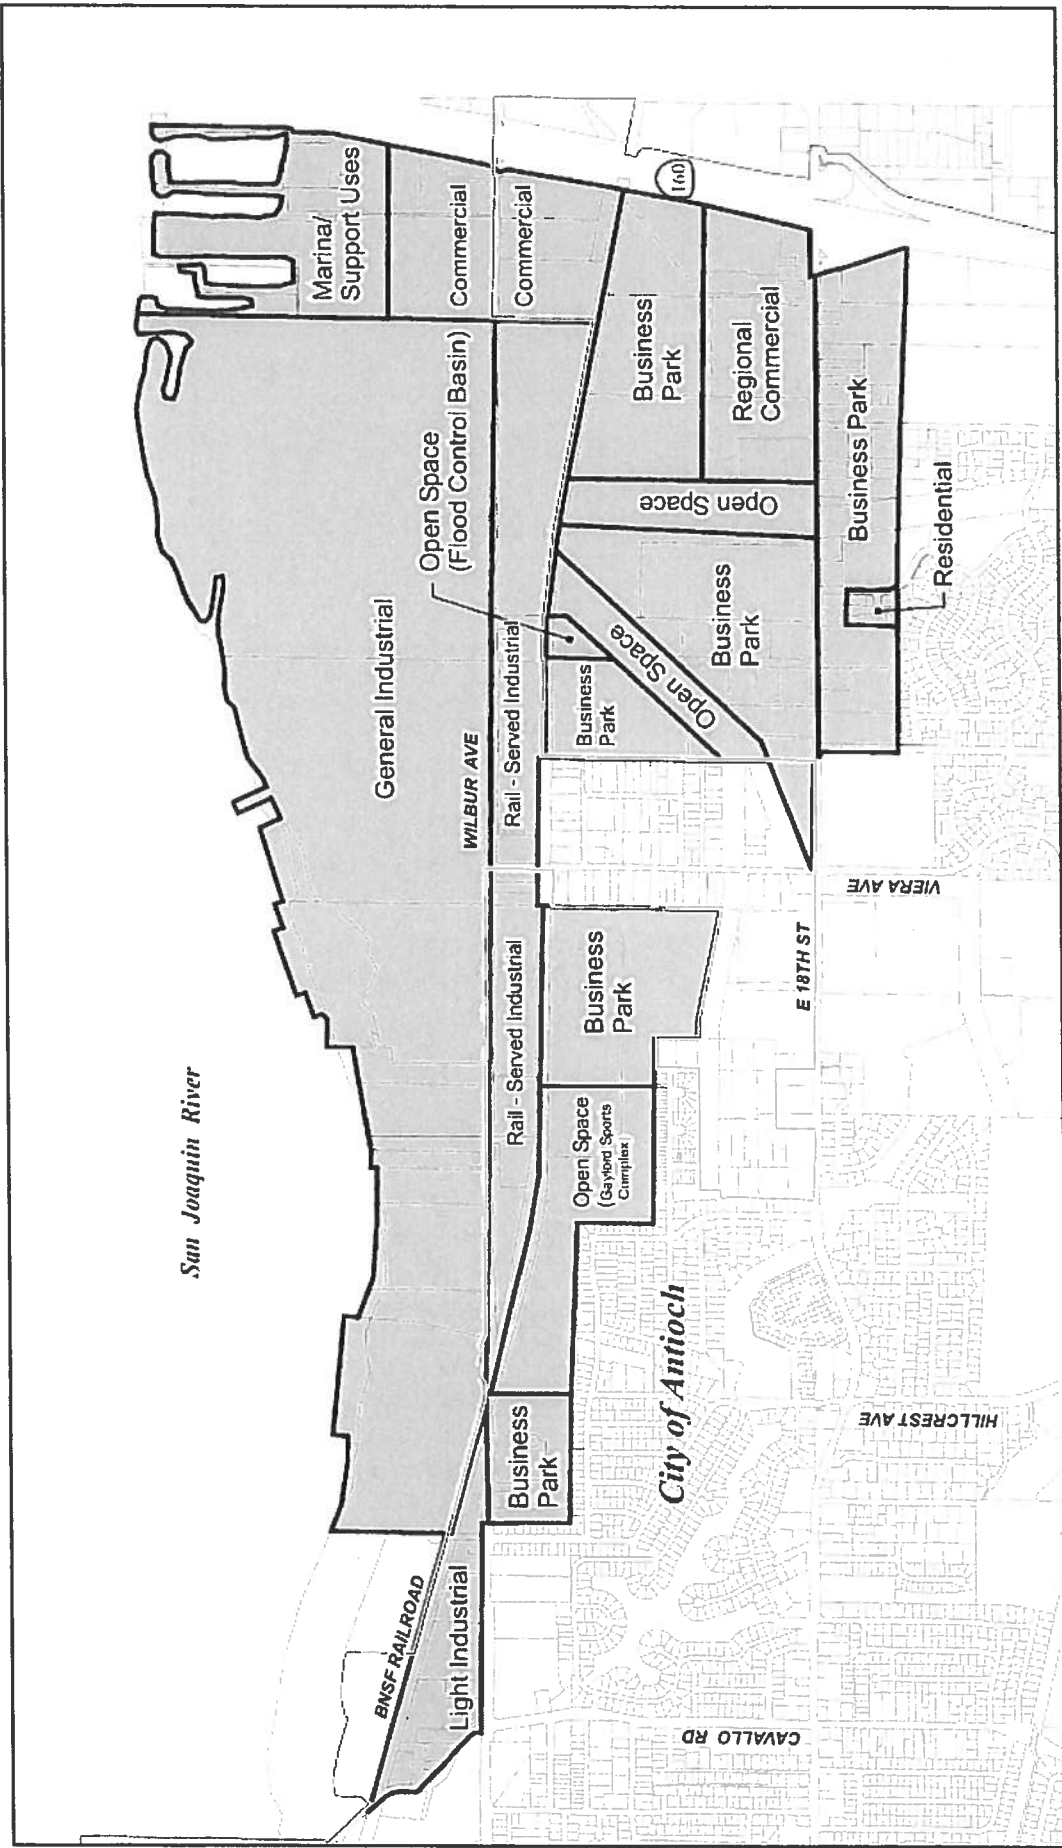 San Joaquin River
Marina/
Support Uses
General Industrial
Commercial
Open Space
(Flood Control Basin)
BNSF RAILROAD
WILBUR AVE
Light Industrial
Rail - Served Industrial
Rail - Served Industrial
Commercial
Business
Park
Open Space
(Gaylord Sports
Complex
Business
Park
Business
Park
Open Space
Open Space
Business
Park
160
City of Antioch
Business
Park
Regional
Commercial
E 18TH ST
CAVALLO RD
HILLCREST AVE
VIERA AVE
Business Park
Residential